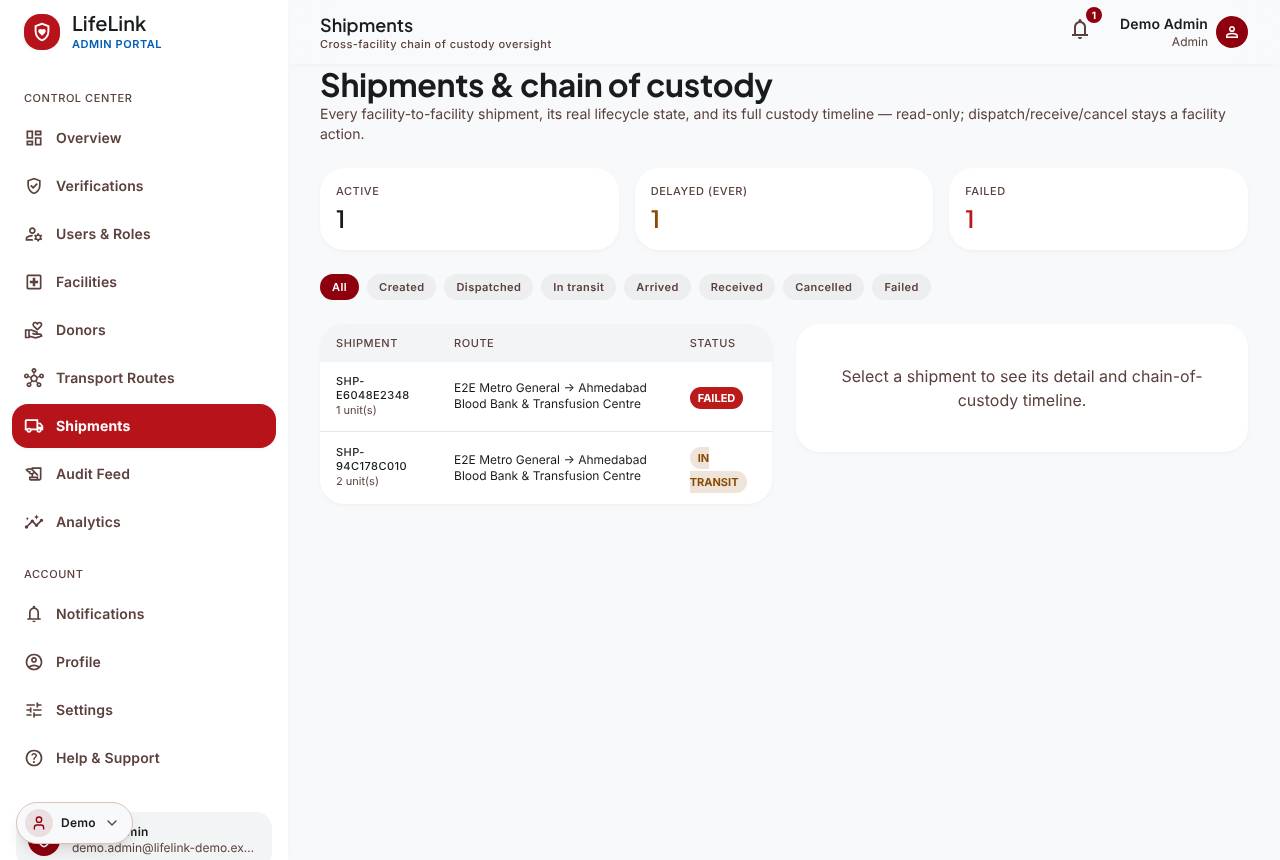 LifeLink
ADMIN PORTAL
CONTROL CENTER
Overview
Verifications
Users & Roles
Facilities
Donors
Transport Routes
Shipments
Audit Feed
Analytics
ACCOUNT
Notifications
Profile
Settings
Help & Support
Demo
demo.admin@lifelink-demo.ex...
Shipments
Cross-facility chain of custody oversight
1
Demo Admin
Admin
Shipments & chain of custody
Every facility-to-facility shipment, its real lifecycle state, and its full custody timeline — read-only; dispatch/receive/cancel stays a facility
action.
ACTIVE
1
DELAYED (EVER)
1
FAILED
1
All
Created
Dispatched
In transit
Arrived
Received
Cancelled
Failed
SHIPMENT ROUTE STATUS
SHP-
E6048E2348
1 unit(s)
E2E Metro General → Ahmedabad
Blood Bank & Transfusion Centre
FAILED
SHP-
94C178C010
2 unit(s)
E2E Metro General → Ahmedabad
Blood Bank & Transfusion Centre
IN
TRANSIT
Select a shipment to see its detail and chain-of-
custody timeline.